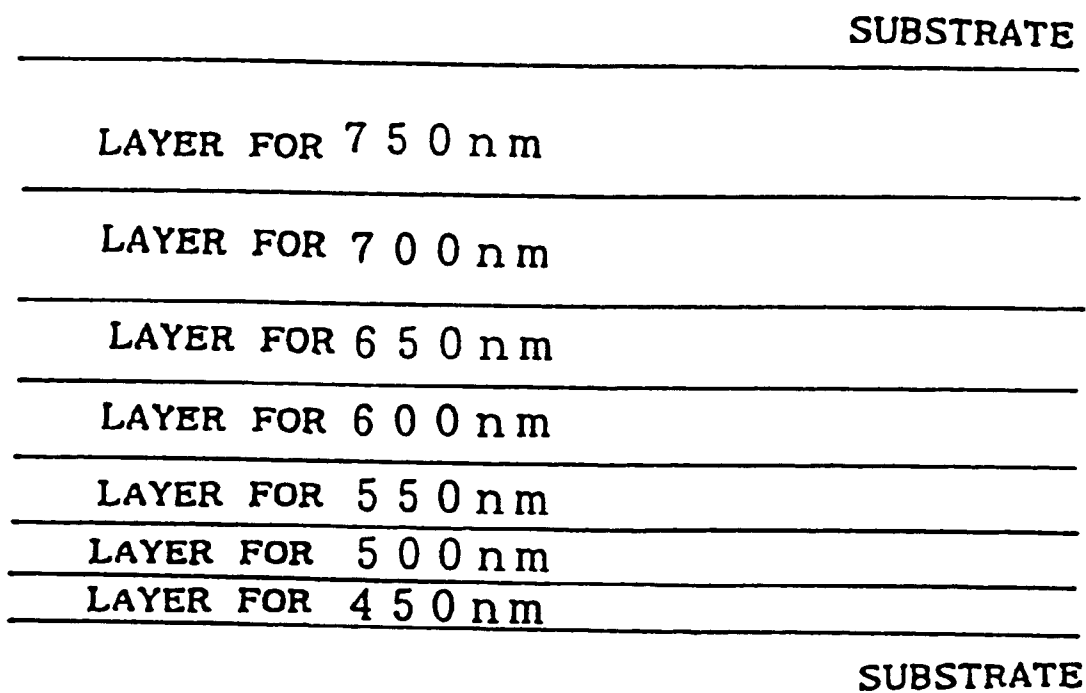 SUBSTRATE
LAYER FOR 750nm
LAYER FOR 700nm
LAYER FOR 650nm
LAYER FOR 600nm
LAYER FOR 550nm
LAYER FOR 500nm
LAYER FOR 450nm
SUBSTRATE